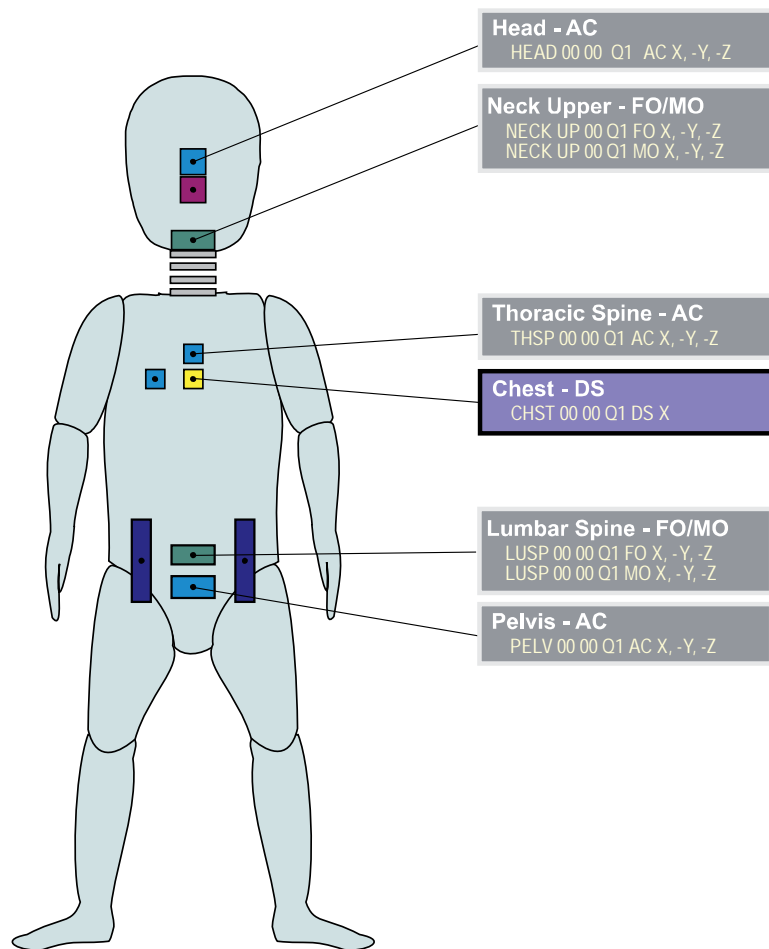 Head - AC
HEAD 00 00 Q1 AC X, -Y, -Z
Neck Upper - FO/MO
NECK UP 00 Q1 FO X, -Y, -Z
NECK UP 00 Q1 MO X, -Y, -Z
Thoracic Spine - AC
THSP 00 00 Q1 AC X, -Y, -Z
Chest - DS
CHST 00 00 Q1 DS X
Lumbar Spine - FO/MO
LUSP 00 00 Q1 FO X, -Y, -Z
LUSP 00 00 Q1 MO X, -Y, -Z
Pelvis - AC
PELV 00 00 Q1 AC X, -Y, -Z